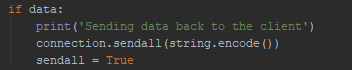 if data:
print('Sending data back to the client')
connection.sendall(string.encode())
sendall = True